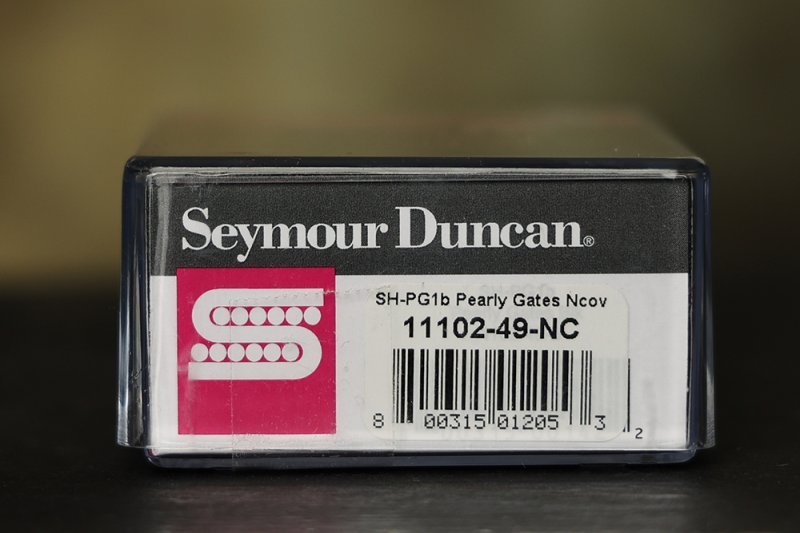 Seymour Duncan®
SH-PG1b Pearly Gates Ncov
11102-49-NC
8 00315 01205 3 2